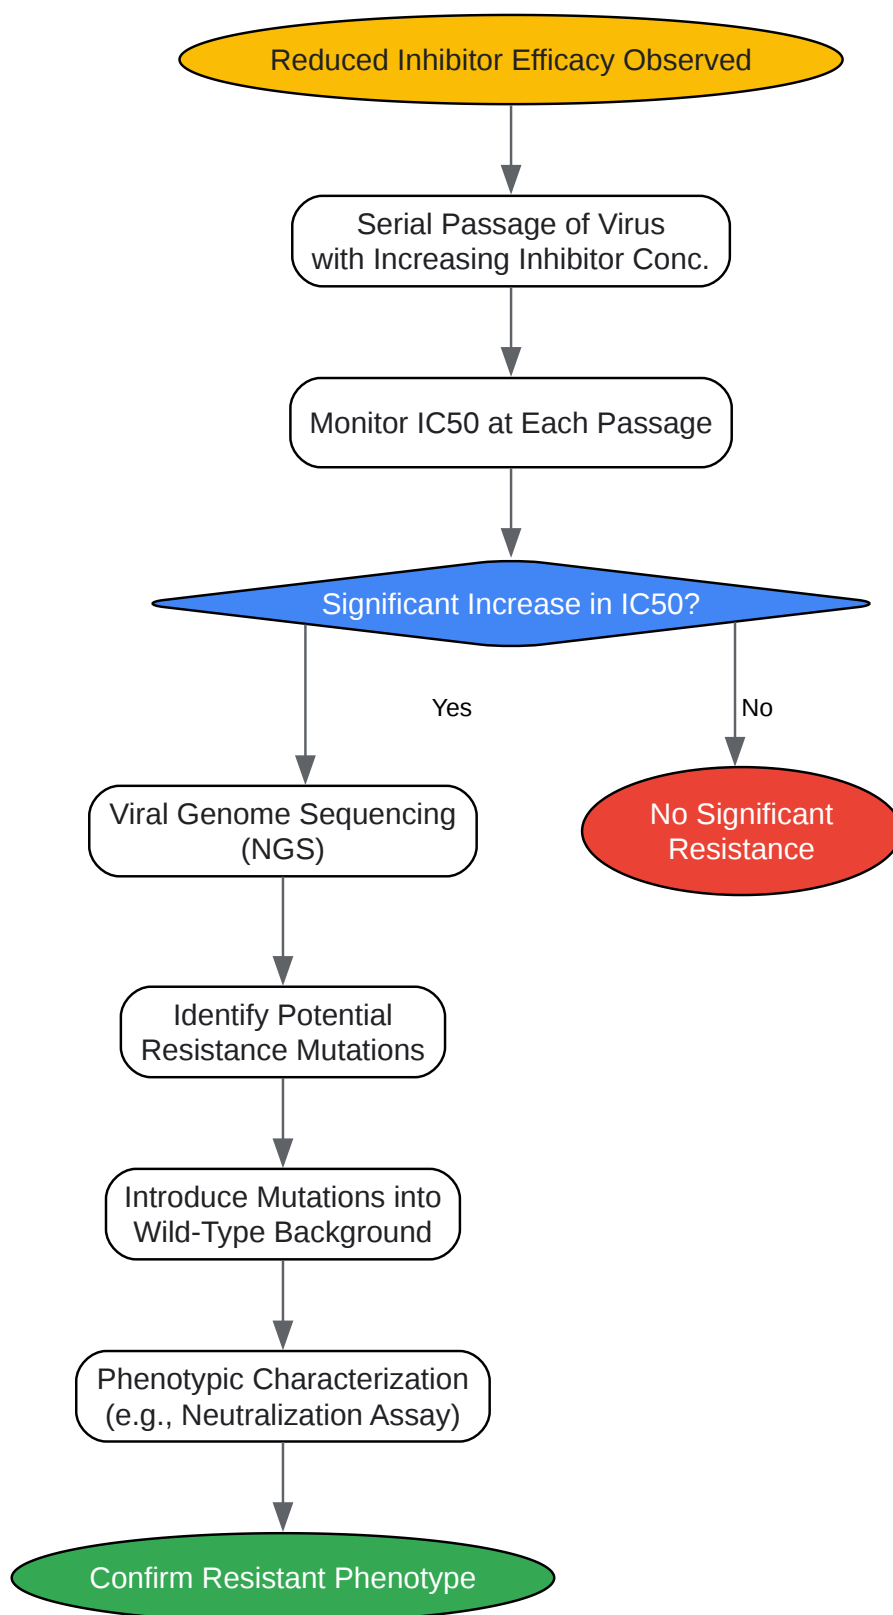 Reduced Inhibitor Efficacy Observed
Serial Passage of Virus
with Increasing Inhibitor Conc.
Monitor IC50 at Each Passage
Significant Increase in IC50?
Yes
No
Viral Genome Sequencing
(NGS)
No Significant
Resistance
Identify Potential
Resistance Mutations
Introduce Mutations into
Wild-Type Background
Phenotypic Characterization
(e.g., Neutralization Assay)
Confirm Resistant Phenotype